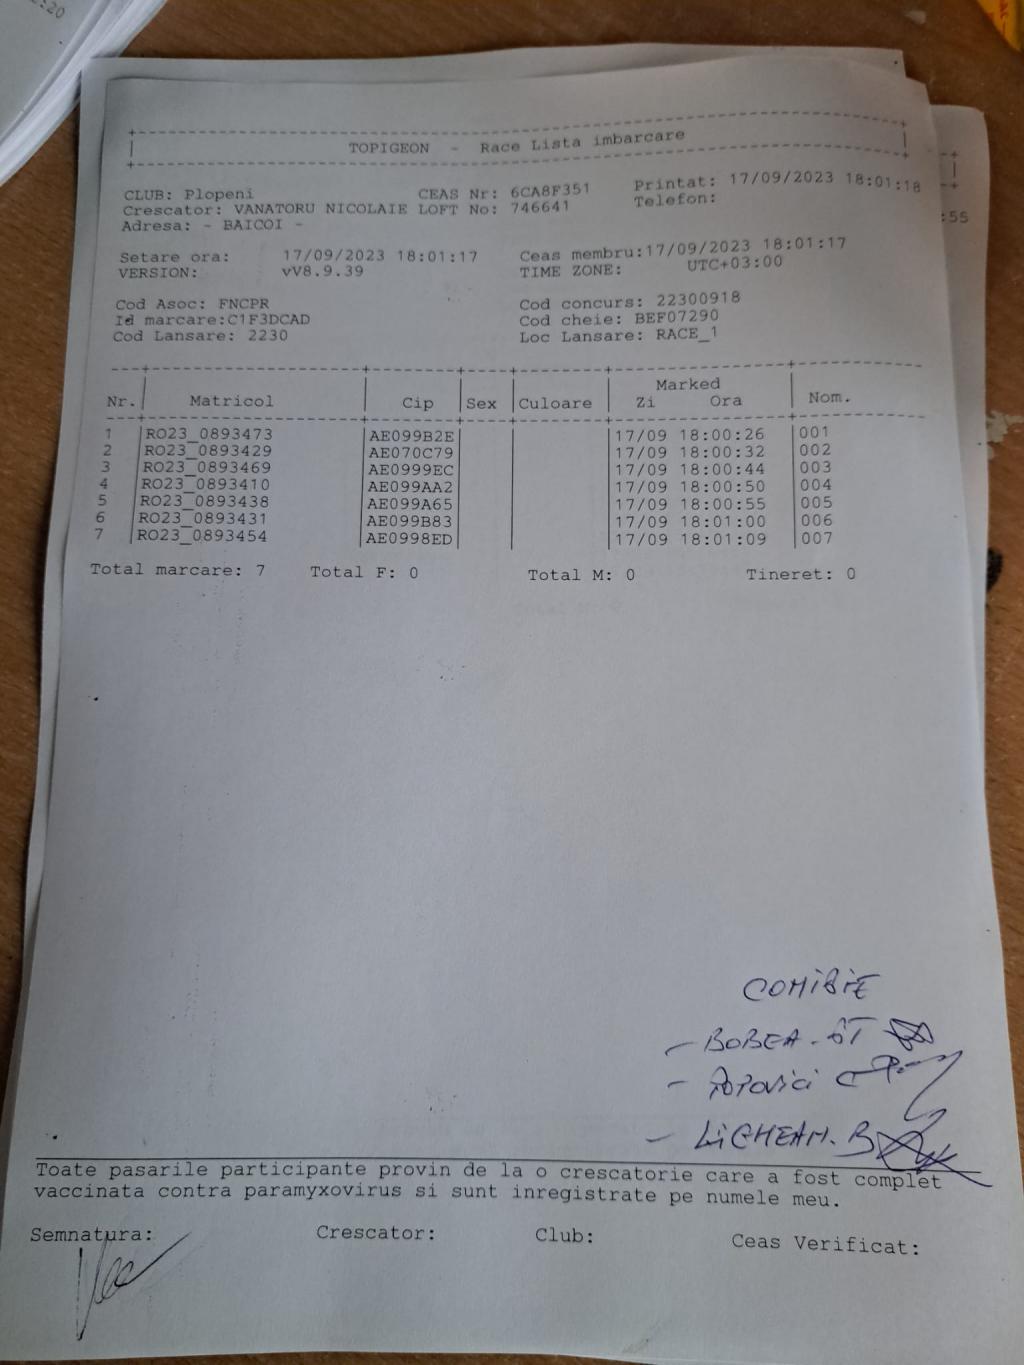 :20
TOPIGEON - Race Lista imbarcare
CLUB: Plopeni CEAS Nr: 6CA8F351 Printat: 17/09/2023 18:01:18
Crescator: VANATORU NICOLAIE LOFT No: 746641 Telefon:
Adresa: - BAICOI -
:55
Setare ora: 17/09/2023 18:01:17 Ceas membru:17/09/2023 18:01:17
VERSION: vV8.9.39 TIME ZONE: UTC+03:00
Cod Asoc: FNCPR Cod concurs: 22300918
Id marcare:C1F3DCAD Cod cheie: BEF07290
Cod Lansare: 2230 Loc Lansare: RACE_1
Marked
Nr. Matricol Cip Sex Culoare Zi Ora Nom.
1 RO23_0893473 AE099B2E 17/09 18:00:26 001
2 RO23_0893429 AE070C79 17/09 18:00:32 002
3 RO23_0893469 AE0999EC 17/09 18:00:44 003
4 RO23_0893410 AE099AA2 17/09 18:00:50 004
5 RO23_0893438 AE099A65 17/09 18:00:55 005
6 RO23_0893431 AE099B83 17/09 18:01:00 006
7 RO23_0893454 AE0998ED 17/09 18:01:09 007
Total marcare: 7 Total F: 0 Total M: 0 Tineret: 0
COMISIE
- BOBEA.
- POPOVICI
- LIGHEAN. B
Toate pasarile participante provin de la o crescatorie care a fost complet
vaccinata contra paramyxovirus si sunt inregistrate pe numele meu.
Semnatura: Crescator: Club: Ceas Verificat: